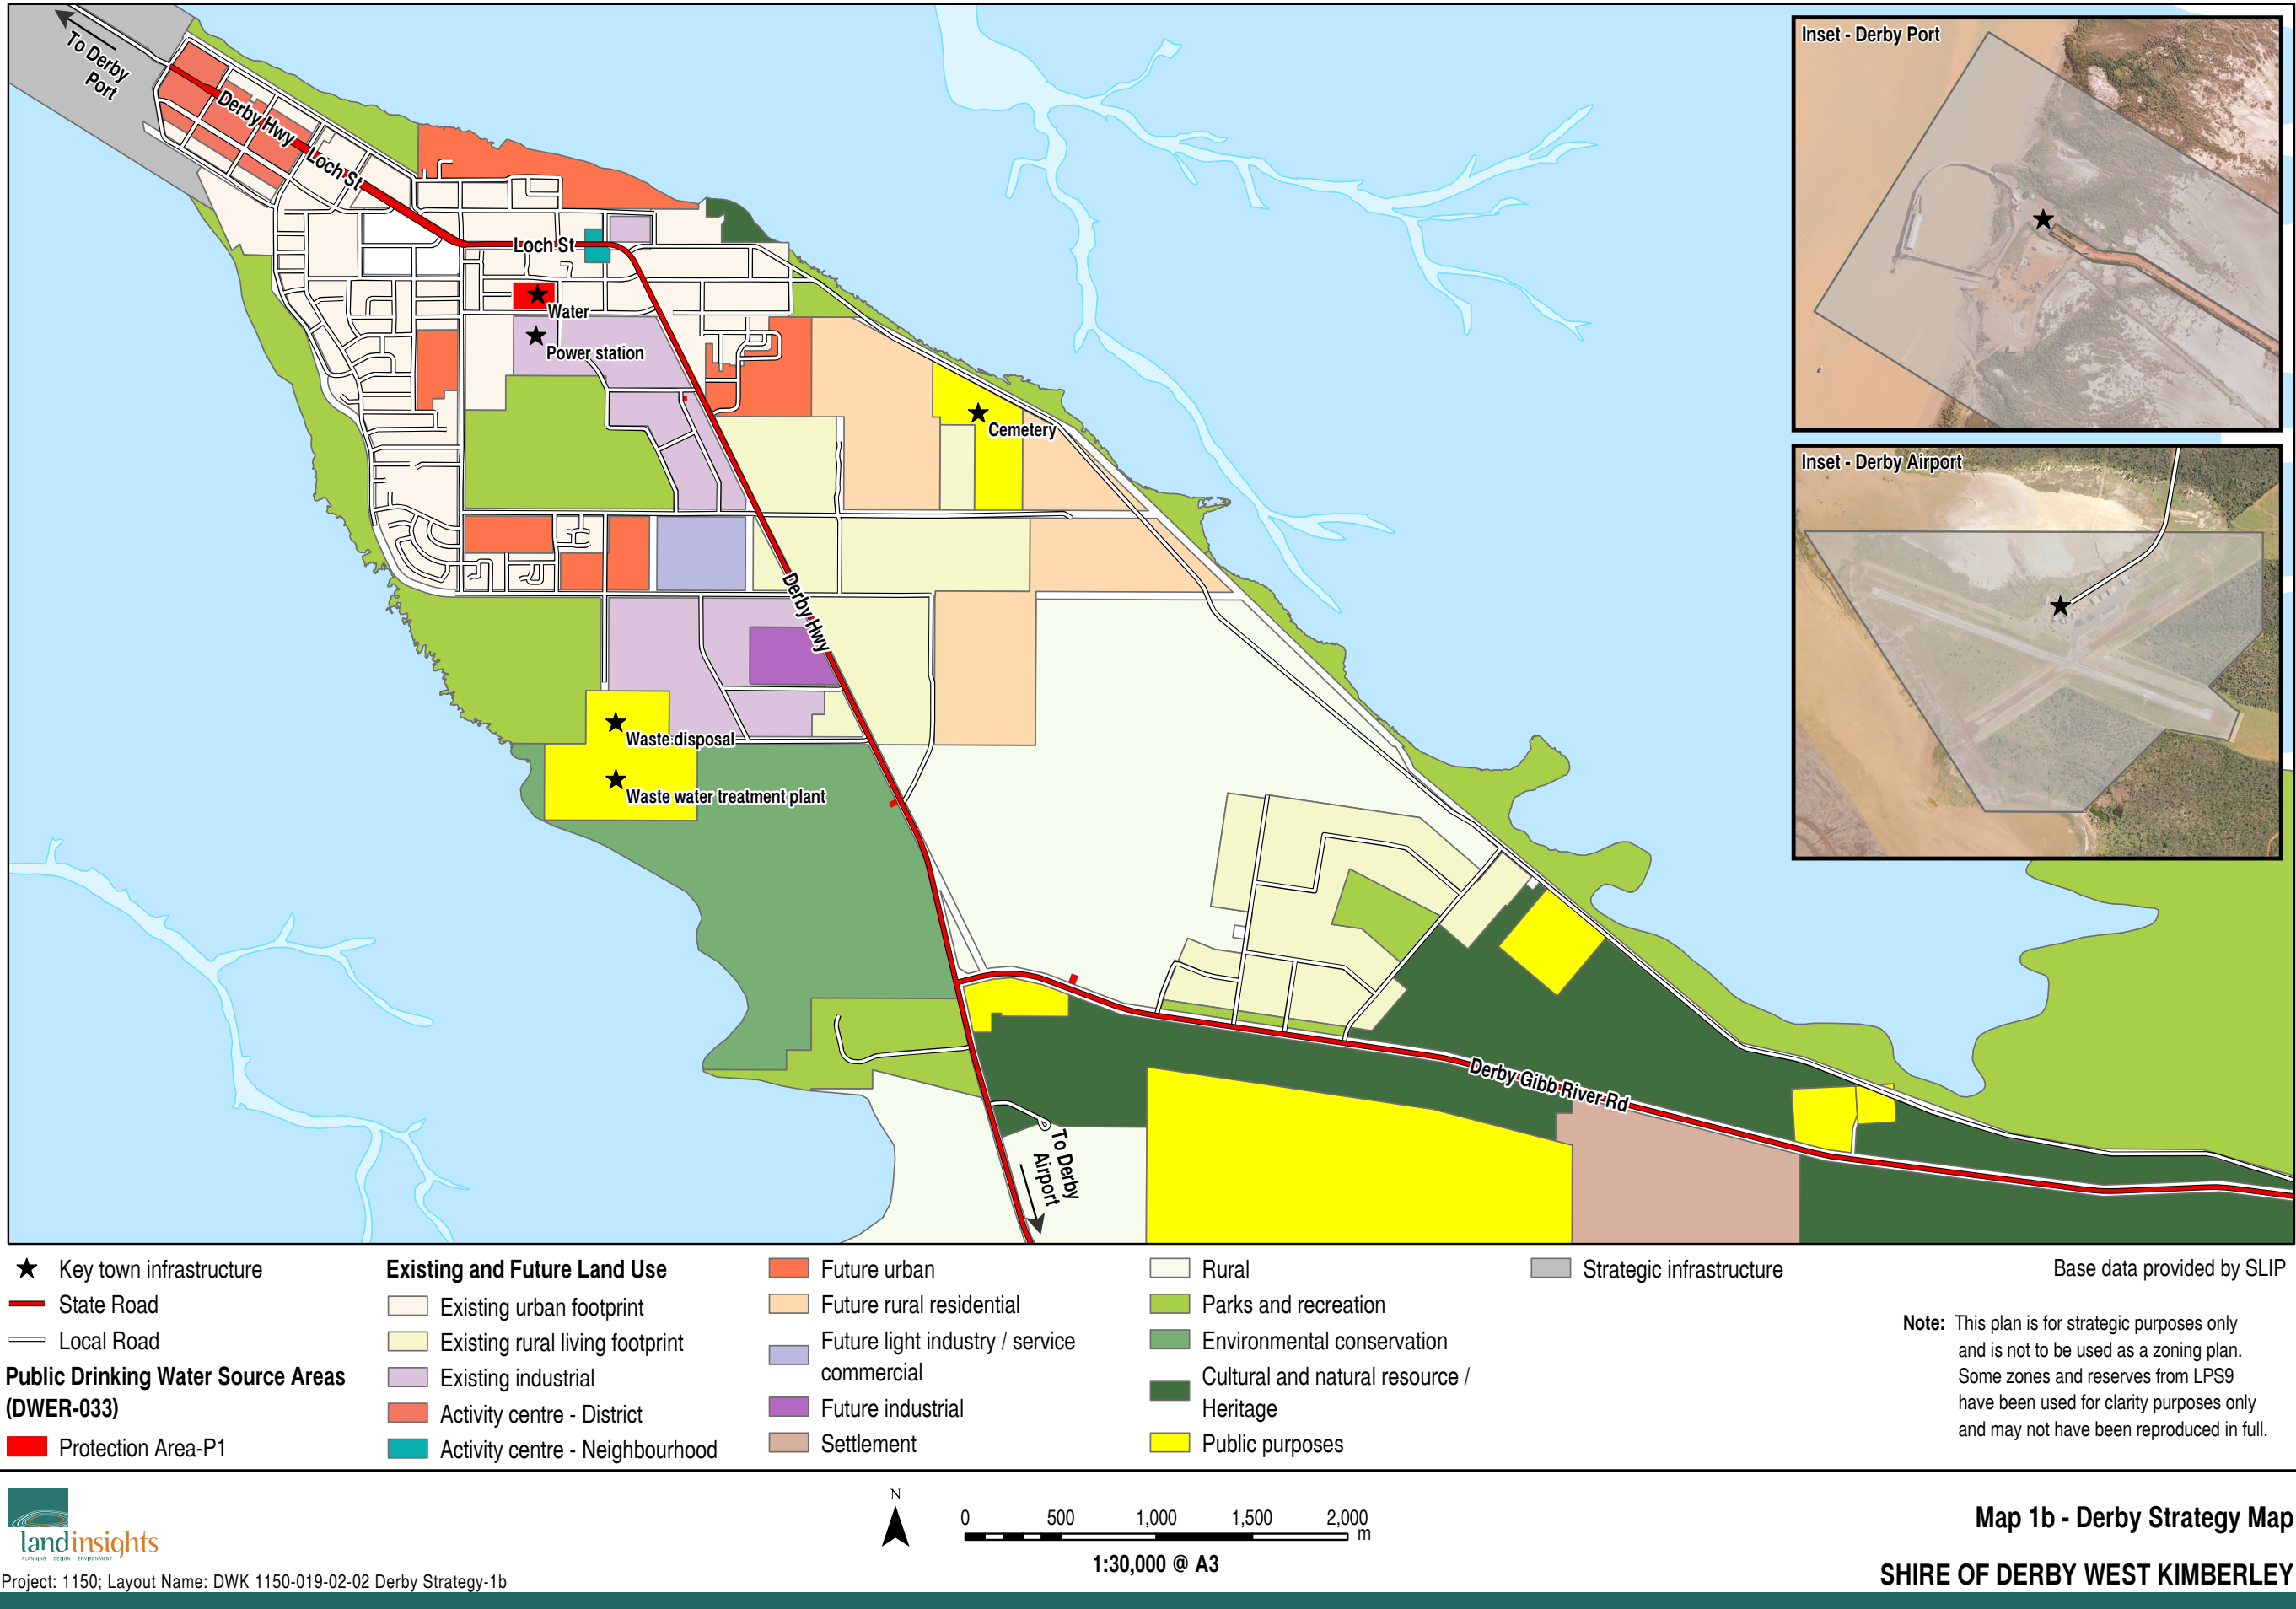 To Derby
Port
Derby Hwy
Loch St
Loch St
Water
Power station
Cemetery
Derby Hwy
Waste disposal
Waste water treatment plant
Derby Gibb River Rd
To Derby
Airport
Inset - Derby Port
Inset - Derby Airport
Key town infrastructure
State Road
Local Road
Public Drinking Water Source Areas
(DWER-033)
Protection Area-P1
Existing and Future Land Use
Existing urban footprint
Existing rural living footprint
Existing industrial
Activity centre - District
Activity centre - Neighbourhood
Future urban
Future rural residential
Future light industry / service
commercial
Future industrial
Settlement
Rural
Parks and recreation
Environmental conservation
Cultural and natural resource /
Heritage
Public purposes
Strategic infrastructure
Base data provided by SLIP
Note: This plan is for strategic purposes only
and is not to be used as a zoning plan.
Some zones and reserves from LPS9
have been used for clarity purposes only
and may not have been reproduced in full.
landinsights
PLANNING DESIGN ENVIRONMENT
Project: 1150; Layout Name: DWK 1150-019-02-02 Derby Strategy-1b
N
0 500 1,000 1,500 2,000
m
1:30,000 @ A3
Map 1b - Derby Strategy Map
SHIRE OF DERBY WEST KIMBERLEY